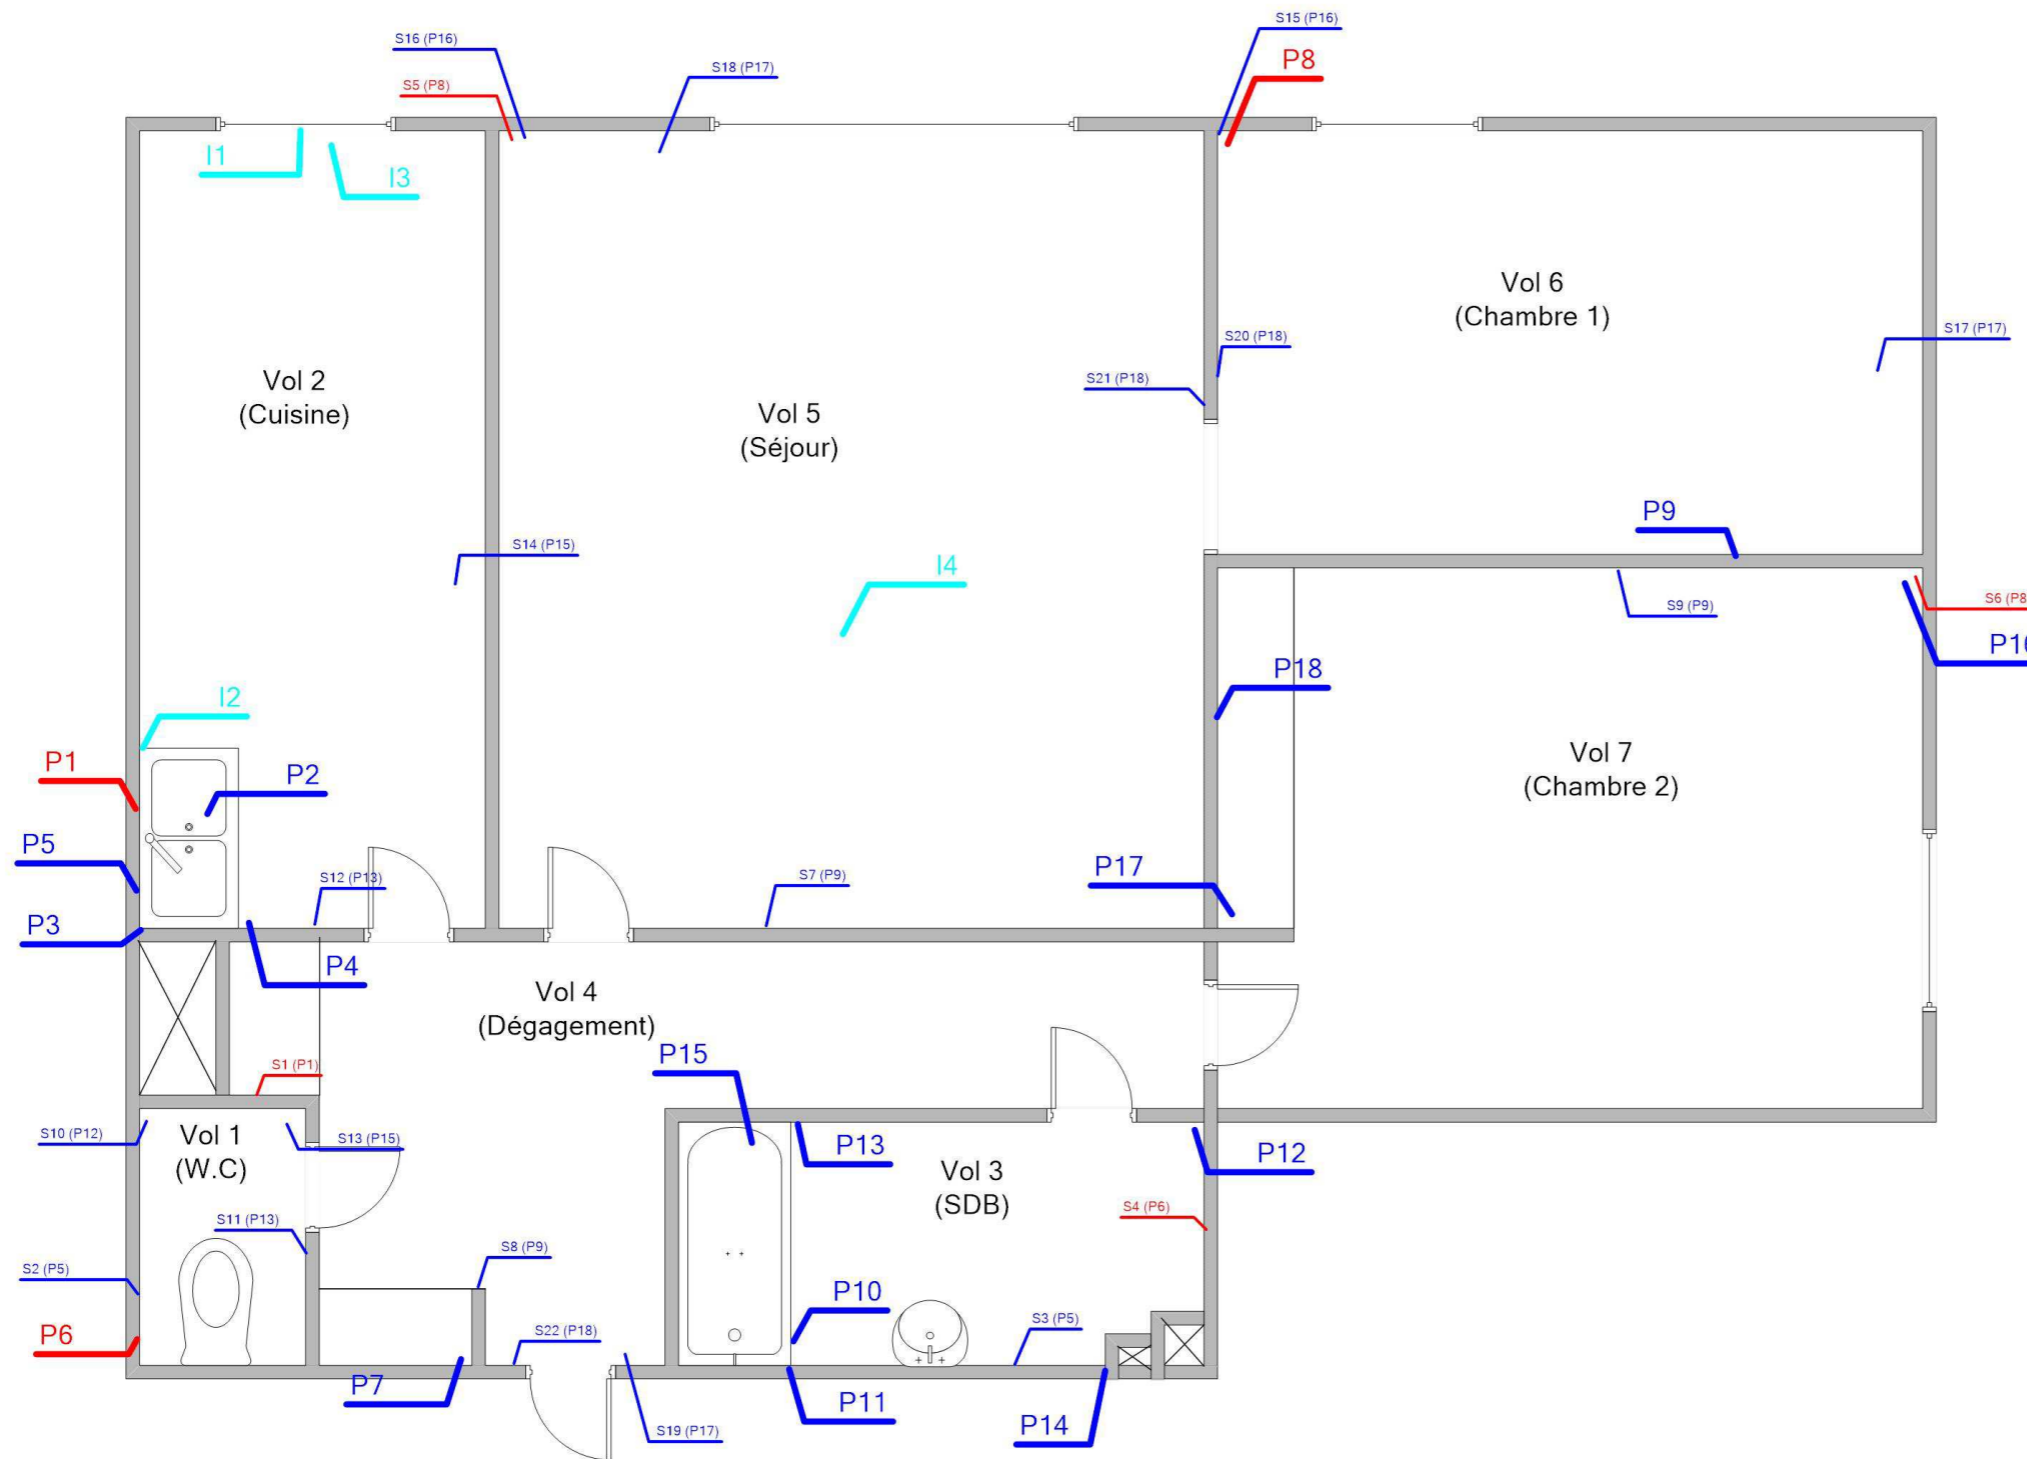 S15 (P16)
S16 (P16)
P8
S18 (P17)
S5 (P8)
I1
I3
Vol 6
(Chambre 1)
S17 (P17)
S20 (P18)
Vol 2
(Cuisine)
S21 (P18)
Vol 5
(Séjour)
P9
S14 (P15)
I4
S9 (P9)
S6 (P8
P16
P18
I2
P1
P2
Vol 7
(Chambre 2)
P5
P17
S12 (P13)
S7 (P9)
P3
P4
Vol 4
(Dégagement)
P15
S1 (P1)
S10 (P12)
Vol 1
(W.C)
S13 (P15)
P13
P12
Vol 3
(SDB)
S4 (P6)
S11 (P13)
S8 (P9)
S2 (P5)
P10
P6
S22 (P18)
S3 (P5)
P7
P11
P14
S19 (P17)